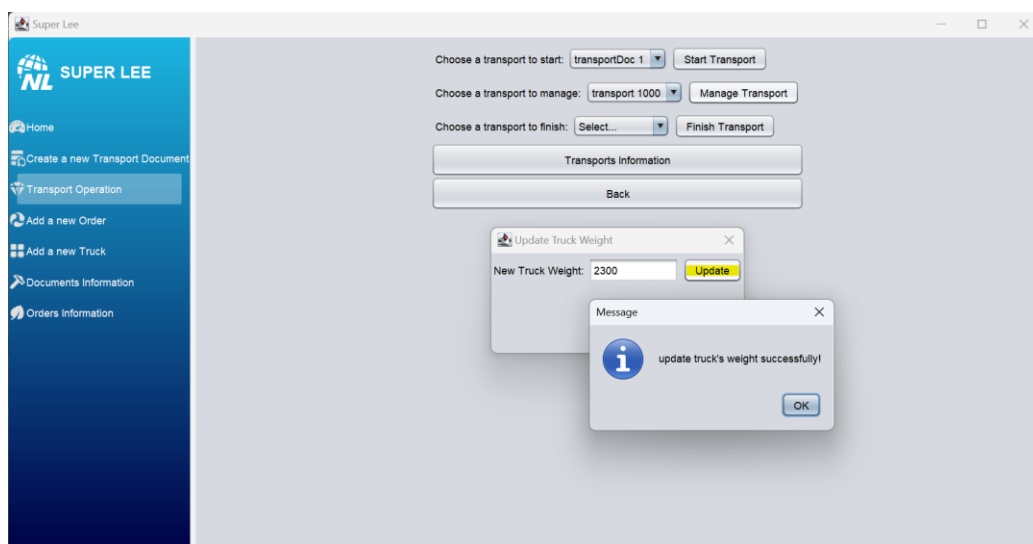 Super Lee
NL SUPER LEE
Home
Create a new Transport Document
Transport Operation
Add a new Order
Add a new Truck
Documents Information
Orders Information
Choose a transport to start: transportDoc 1 Start Transport
Choose a transport to manage: transport 1000 Manage Transport
Choose a transport to finish: Select... Finish Transport
Transports Information
Back
Update Truck Weight
New Truck Weight: 2300 Update
Message
update truck's weight successfully!
OK